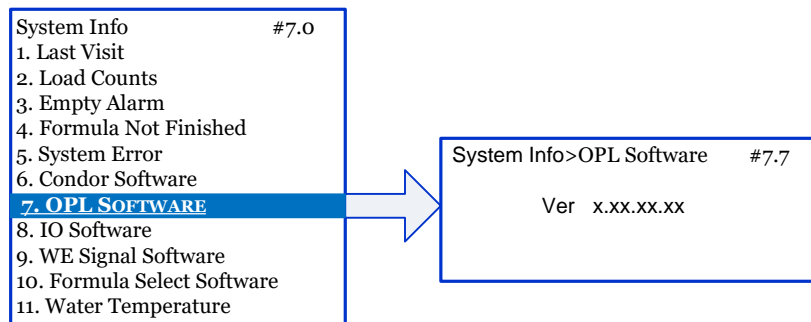 System Info #7.0
1. Last Visit
2. Load Counts
3. Empty Alarm
4. Formula Not Finished
5. System Error
6. Condor Software
7. OPL SOFTWARE
8. IO Software
9. WE Signal Software
10. Formula Select Software
11. Water Temperature
System Info>OPL Software #7.7
Ver x.xx.xx.xx